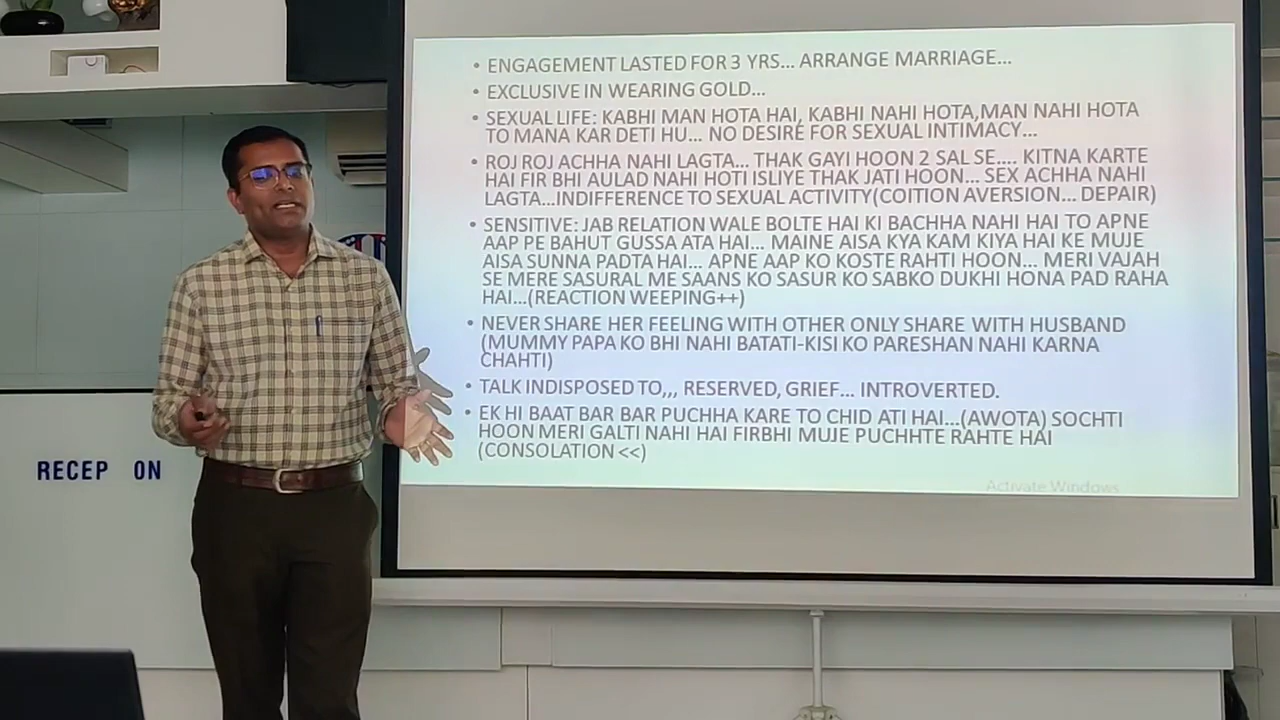 • ENGAGEMENT LASTED FOR 3 YRS... ARRANGE MARRIAGE...
• EXCLUSIVE IN WEARING GOLD...
• SEXUAL LIFE: KABHI MAN HOTA HAI, KABHI NAHI HOTA,MAN NAHI HOTA
TO MANA KAR DETI HU... NO DESIRE FOR SEXUAL INTIMACY...
• ROJ ROJ ACHHA NAHI LAGTA... THAK GAYI HOON 2 SAL SE.... KITNA KARTE
HAI FIR BHI AULAD NAHI HOTI ISLIYE THAK JATI HOON... SEX ACHHA NAHI
LAGTA...INDIFFERENCE TO SEXUAL ACTIVITY(COITION AVERSION... DEPAIR)
• SENSITIVE: JAB RELATION WALE BOLTE HAI KI BACHHA NAHI HAI TO APNE
AAP PE BAHUT GUSSA ATA HAI... MAINE AISA KYA KAM KIYA HAI KE MUJE
AISA SUNNA PADTA HAI... APNE AAP KO KOSTE RAHTI HOON... MERI VAJAH
SE MERE SASURAL ME SAANS KO SASUR KO SABKO DUKHI HONA PAD RAHA
HAI...(REACTION WEEPING++)
• NEVER SHARE HER FEELING WITH OTHER ONLY SHARE WITH HUSBAND
(MUMMY PAPA KO BHI NAHI BATATI-KISI KO PARESHAN NAHI KARNA
CHAHTI)
• TALK INDISPOSED TO,,, RESERVED, GRIEF... INTROVERTED.
• EK HI BAAT BAR BAR PUCHHA KARE TO CHID ATI HAI...(AWOTA) SOCHTI
HOON MERI GALTI NAHI HAI FIRBHI MUJE PUCHHTE RAHTE HAI
(CONSOLATION <<)
Activate Windows
RECEP ON